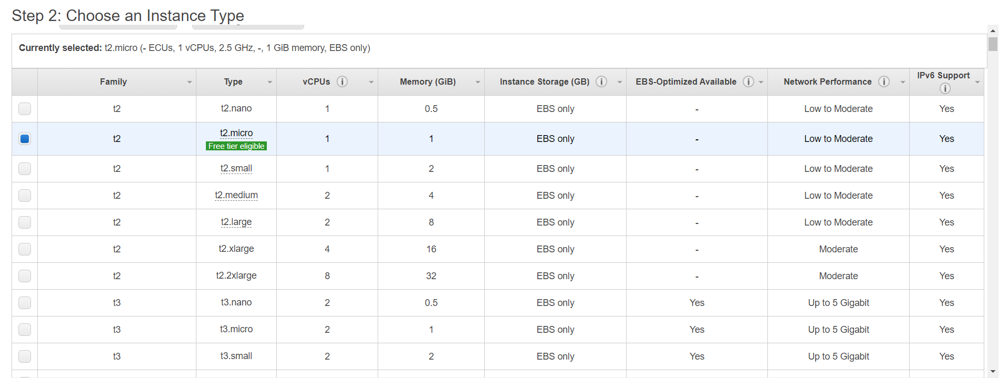 Step 2: Choose an Instance Type
Currently selected: t2.micro (- ECUs, 1 vCPUs, 2.5 GHz, -, 1 GiB memory, EBS only)
Family Type vCPUs i Memory (GiB) Instance Storage (GB) i EBS-Optimized Available i Network Performance i IPv6 Support i
t2 t2.nano 1 0.5 EBS only - Low to Moderate Yes
t2 t2.micro 1 1 EBS only - Low to Moderate Yes
Free tier eligible
t2 t2.small 1 2 EBS only - Low to Moderate Yes
t2 t2.medium 2 4 EBS only - Low to Moderate Yes
t2 t2.large 2 8 EBS only - Low to Moderate Yes
t2 t2.xlarge 4 16 EBS only - Moderate Yes
t2 t2.2xlarge 8 32 EBS only - Moderate Yes
t3 t3.nano 2 0.5 EBS only Yes Up to 5 Gigabit Yes
t3 t3.micro 2 1 EBS only Yes Up to 5 Gigabit Yes
t3 t3.small 2 2 EBS only Yes Up to 5 Gigabit Yes